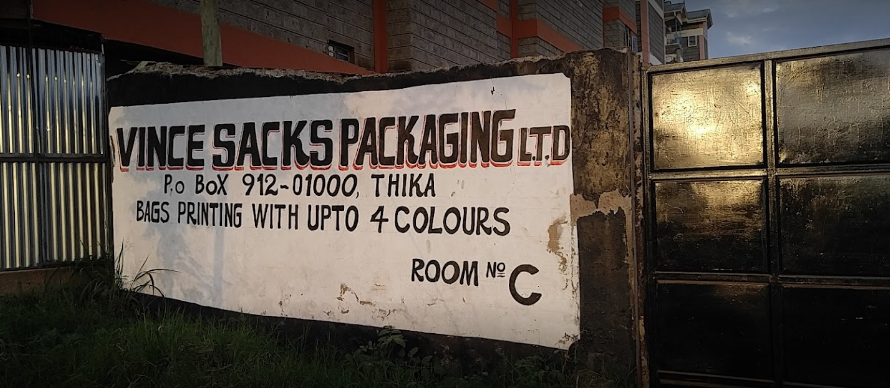 VINCE SACKS PACKAGING LTD
P.o BOX 912-01000, THIKA
BAGS PRINTING WITH UPTO 4 COLOURS
ROOM Nº C